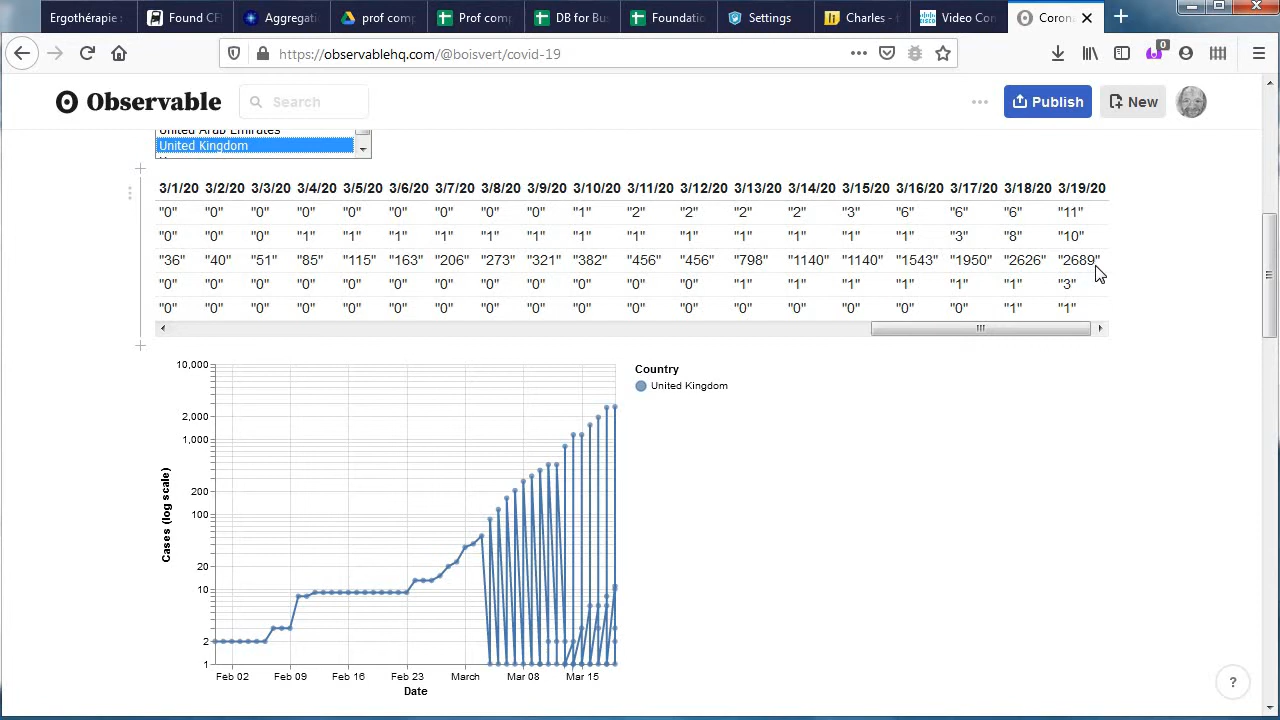 Ergothérapie Found CF Aggregati prof comp Prof comp DB for Bus Foundatio Settings Charles - Video Con Corona
https://observablehq.com/@boisvert/covid-19 0
Observable Search Publish New
United Arab Emirates
United Kingdom
3/1/20 3/2/20 3/3/20 3/4/20 3/5/20 3/6/20 3/7/20 3/8/20 3/9/20 3/10/20 3/11/20 3/12/20 3/13/20 3/14/20 3/15/20 3/16/20 3/17/20 3/18/20 3/19/20
"0" "0" "0" "0" "0" "0" "0" "0" "0" "1" "2" "2" "2" "2" "3" "6" "6" "6" "11"
"0" "0" "0" "1" "1" "1" "1" "1" "1" "1" "1" "1" "1" "1" "1" "1" "3" "8" "10"
"36" "40" "51" "85" "115" "163" "206" "273" "321" "382" "456" "456" "798" "1140" "1140" "1543" "1950" "2626" "2689"
"0" "0" "0" "0" "0" "0" "0" "0" "0" "0" "0" "0" "1" "1" "1" "1" "1" "1" "3"
"0" "0" "0" "0" "0" "0" "0" "0" "0" "0" "0" "0" "0" "0" "0" "0" "0" "1" "1"
10,000
2,000
1,000
200
100
20
10
2
1
Cases (log scale)
Country
United Kingdom
Feb 02 Feb 09 Feb 16 Feb 23 March Mar 08 Mar 15
Date
?